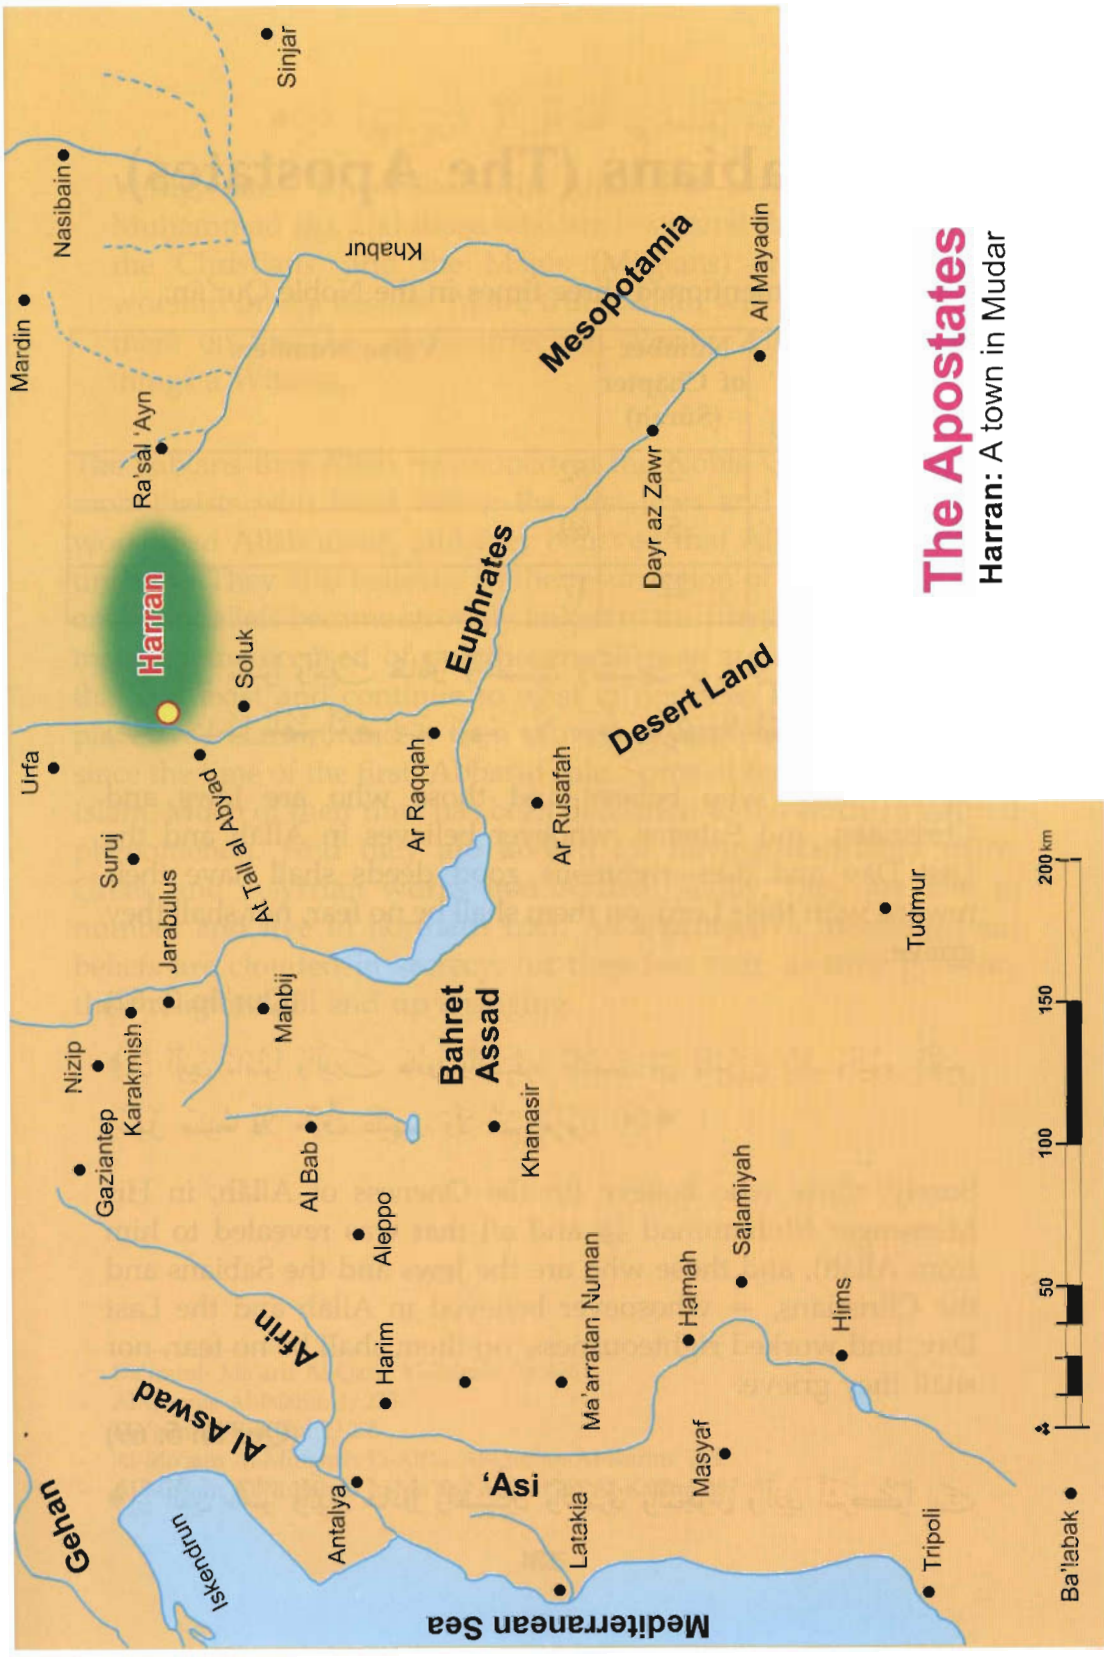 Sinjar
Nasibain
Mardin
Khabur
Mesopotamia
Al Mayadin
Ra'sal 'Ayn
Dayr az Zawr
Harran
Soluk
Euphrates
Desert Land
Urfa
At Tall al Abyad
Ar Raqqah
Ar Rusafah
Suruj
Jarabulus
Manbij
Bahret
Assad
Tudmur
Nizip
Karakmish
Gaziantep
Al Bab
Khanasir
Aleppo
Afrin
Harim
Ma'arratan Numan
Hamah
Salamiyah
Hims
Al Aswad
Gehan
Iskendrun
Antalya
'Asi
Latakia
Masyaf
Tripoli
Ba'labak
Mediterranean Sea
50
100
150
200 km
The Apostates
Harran: A town in Mudar